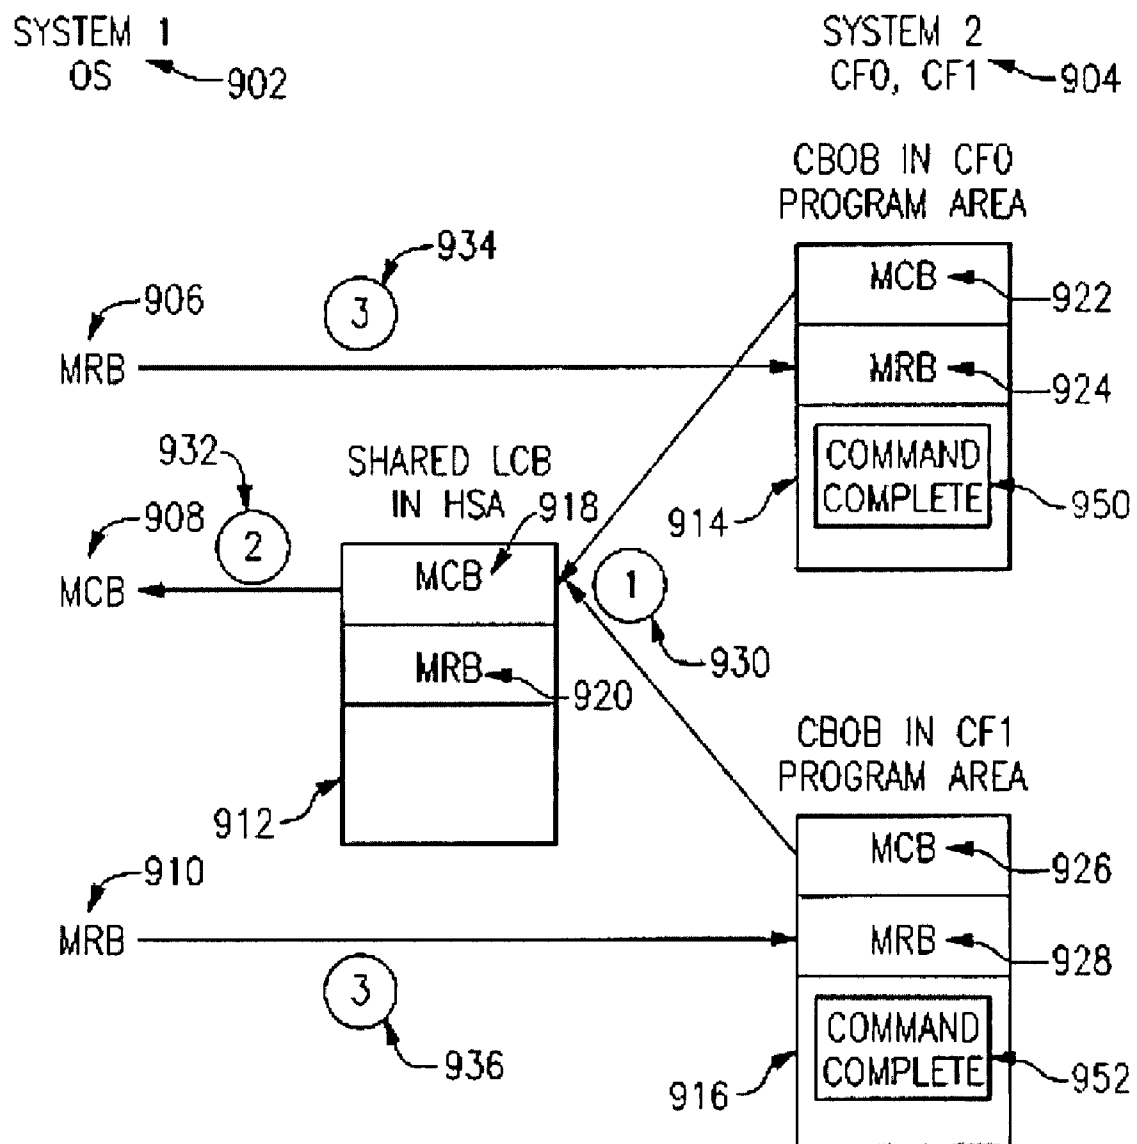 SYSTEM 1
OS
902
SYSTEM 2
CF0, CF1
904
CBOB IN CF0
PROGRAM AREA
934
3
906
MRB
MCB
922
MRB
924
COMMAND
COMPLETE
914
950
932
2
908
MCB
SHARED LCB
IN HSA
918
MCB
MRB
920
912
1
930
CBOB IN CF1
PROGRAM AREA
910
MRB
3
936
MCB
926
MRB
928
COMMAND
COMPLETE
916
952